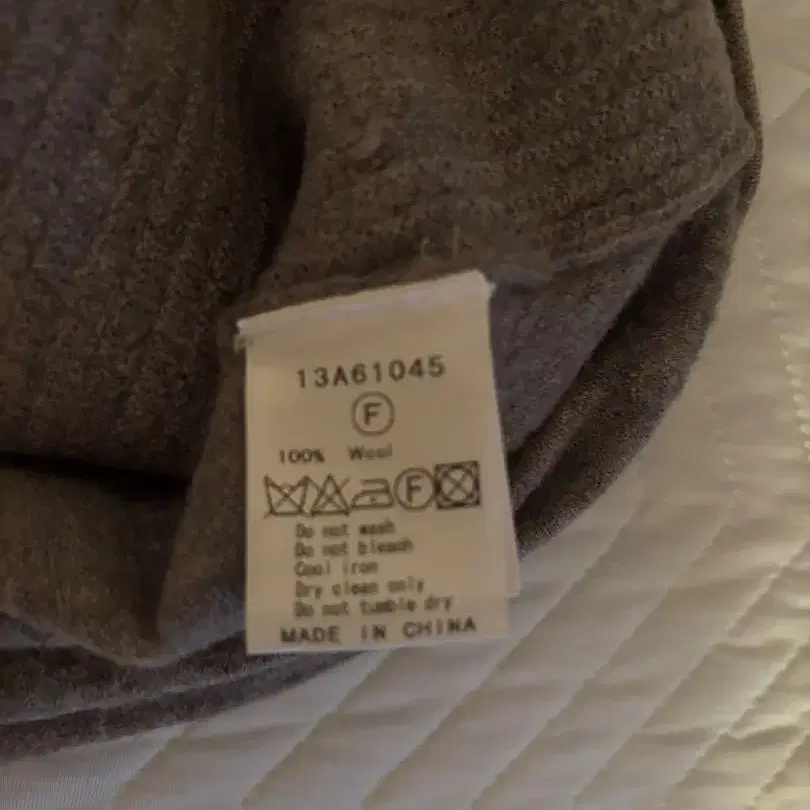 13A61045
F
100% Wool
F
Do not wash
Do not bleach
Cool iron
Dry clean only
Do not tumble dry
MADE IN CHINA